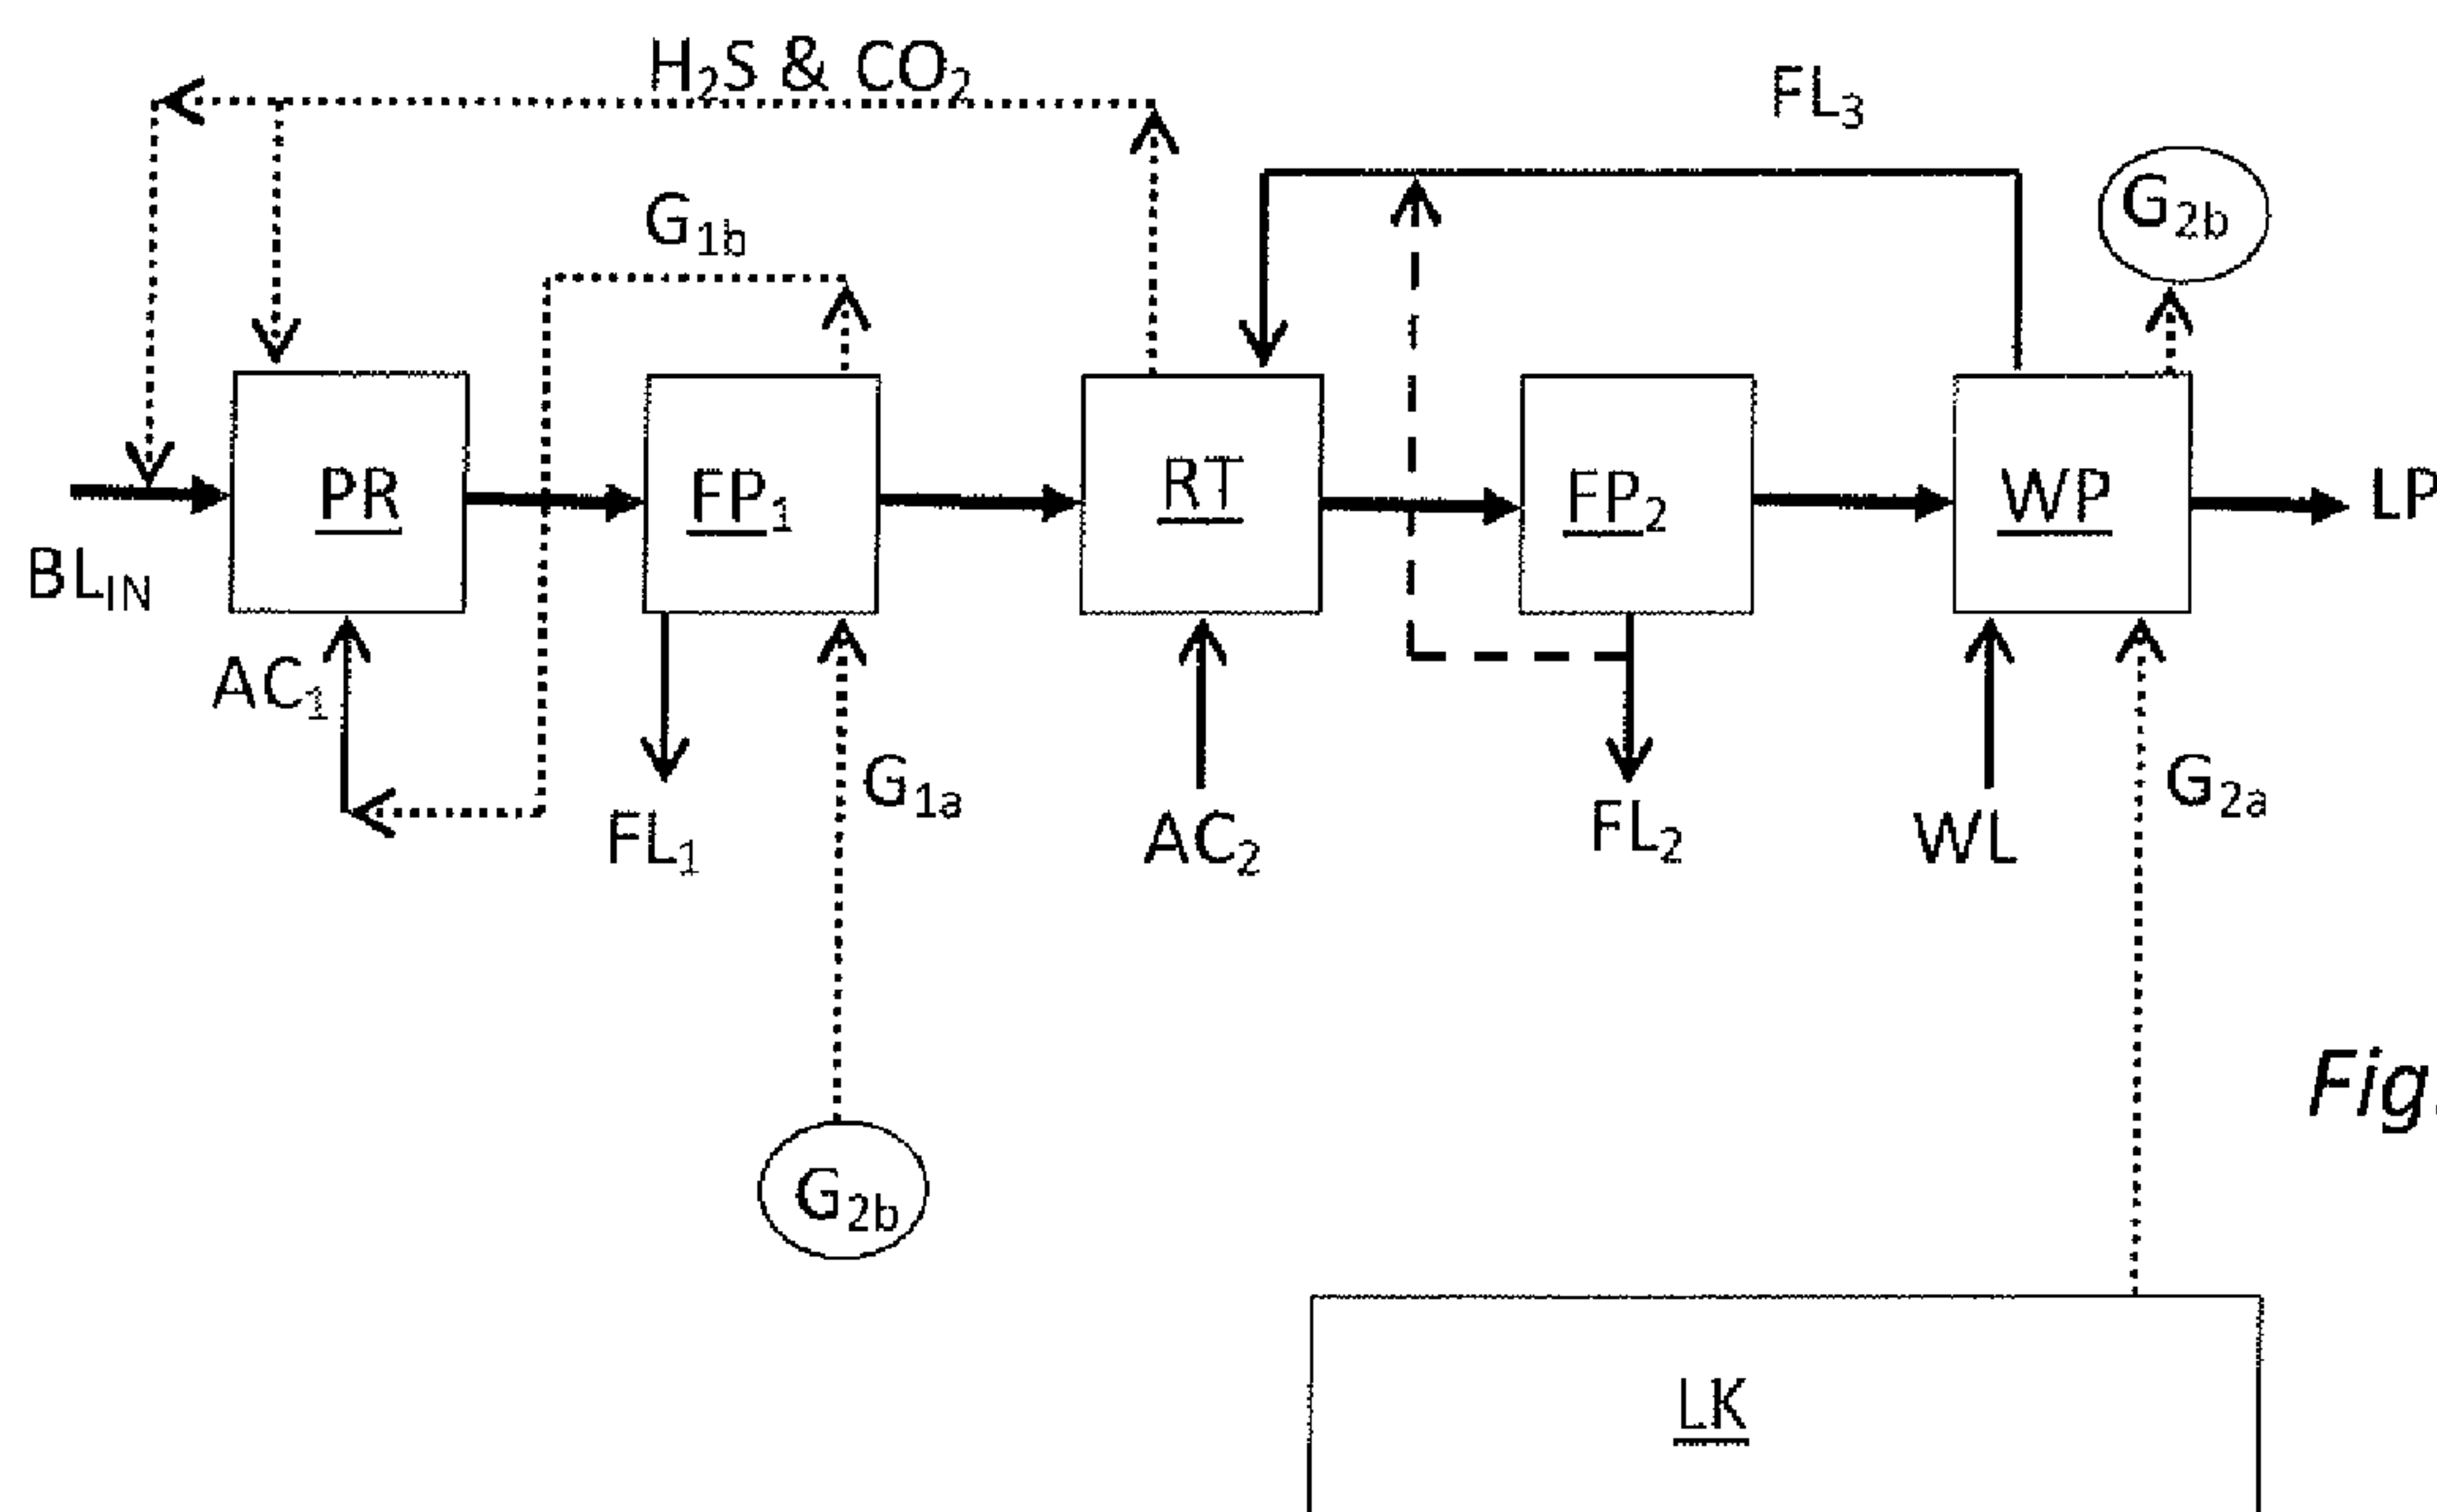 H₂S & CO₂
FL₃
G₁b
G₂b
PR
FP₁
RT
FP₂
WP
LP
BL_IN
AC₁
G₁ₐ
G₂ₐ
FL₁
AC₂
FL₂
WL
Fig.
G₂b
LK